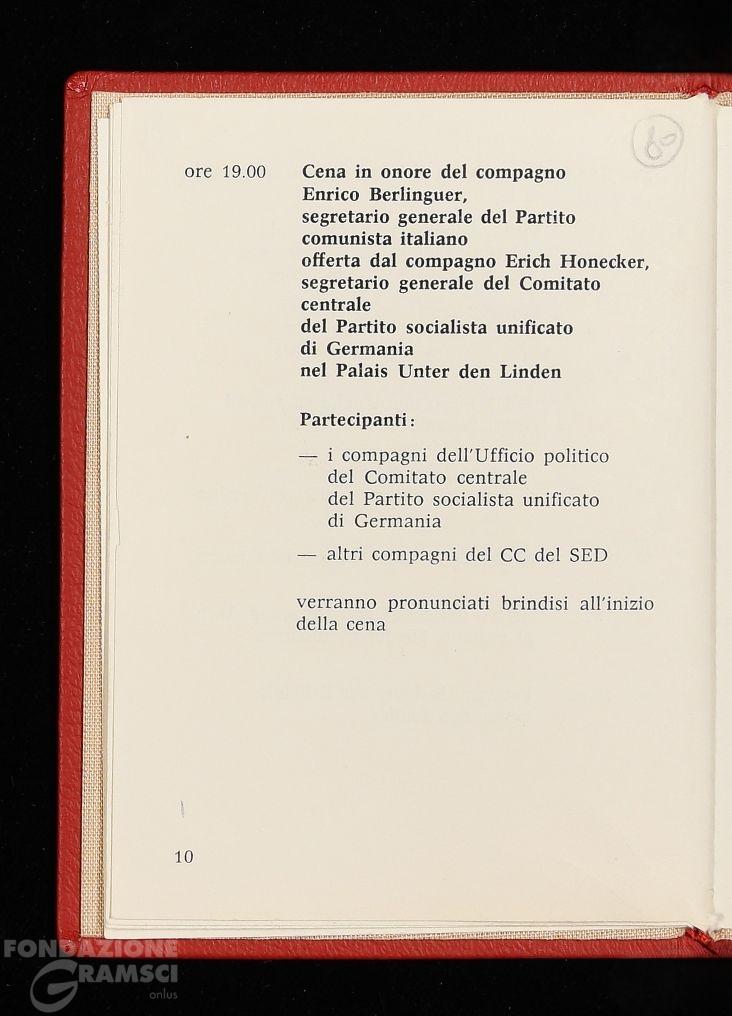 80
ore 19.00 Cena in onore del compagno
Enrico Berlinguer,
segretario generale del Partito
comunista italiano
offerta dal compagno Erich Honecker,
segretario generale del Comitato
centrale
del Partito socialista unificato
di Germania
nel Palais Unter den Linden
Partecipanti:
— i compagni dell'Ufficio politico
del Comitato centrale
del Partito socialista unificato
di Germania
— altri compagni del CC del SED
verranno pronunciati brindisi all'inizio
della cena
10
FONDAZIONE
GRAMSCI
onlus